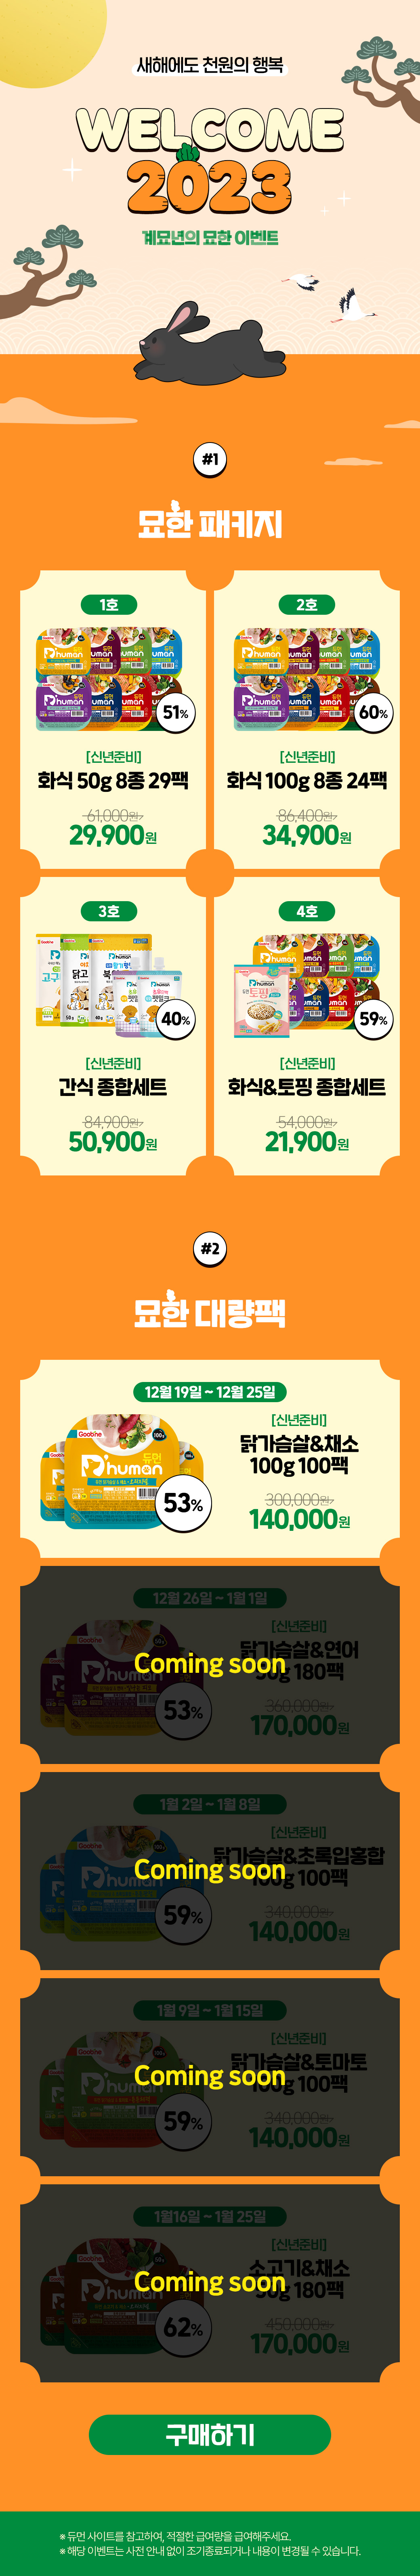 새해에도 천원의 행복
WELCOME
2023
계묘년의 묘한 이벤트
#1
묘한 패키지
1호
51%
[신년준비]
화식 50g 8종 29팩
61,000원
29,900원
2호
60%
[신년준비]
화식 100g 8종 24팩
86,400원
34,900원
3호
40%
[신년준비]
간식 종합세트
84,900원
50,900원
4호
59%
[신년준비]
화식&토핑 종합세트
54,000원
21,900원
#2
묘한 대량팩
12월 19일 ~ 12월 25일
Goobne
듀먼
D'human
100g
53%
[신년준비]
닭가슴살&채소
100g 100팩
300,000원
140,000원
12월 26일 ~ 1월 1일
Coming soon
53%
[신년준비]
닭가슴살&연어
50g 180팩
360,000원
170,000원
1월 2일 ~ 1월 8일
Coming soon
59%
[신년준비]
닭가슴살&초록입홍합
100g 100팩
340,000원
140,000원
1월 9일 ~ 1월 15일
Coming soon
59%
[신년준비]
닭가슴살&토마토
100g 100팩
340,000원
140,000원
1월16일 ~ 1월 25일
Coming soon
62%
[신년준비]
소고기&채소
50g 180팩
450,000원
170,000원
구매하기
※ 듀먼 사이트를 참고하여, 적절한 급여량을 급여해주세요.
※ 해당 이벤트는 사전 안내 없이 조기종료되거나 내용이 변경될 수 있습니다.